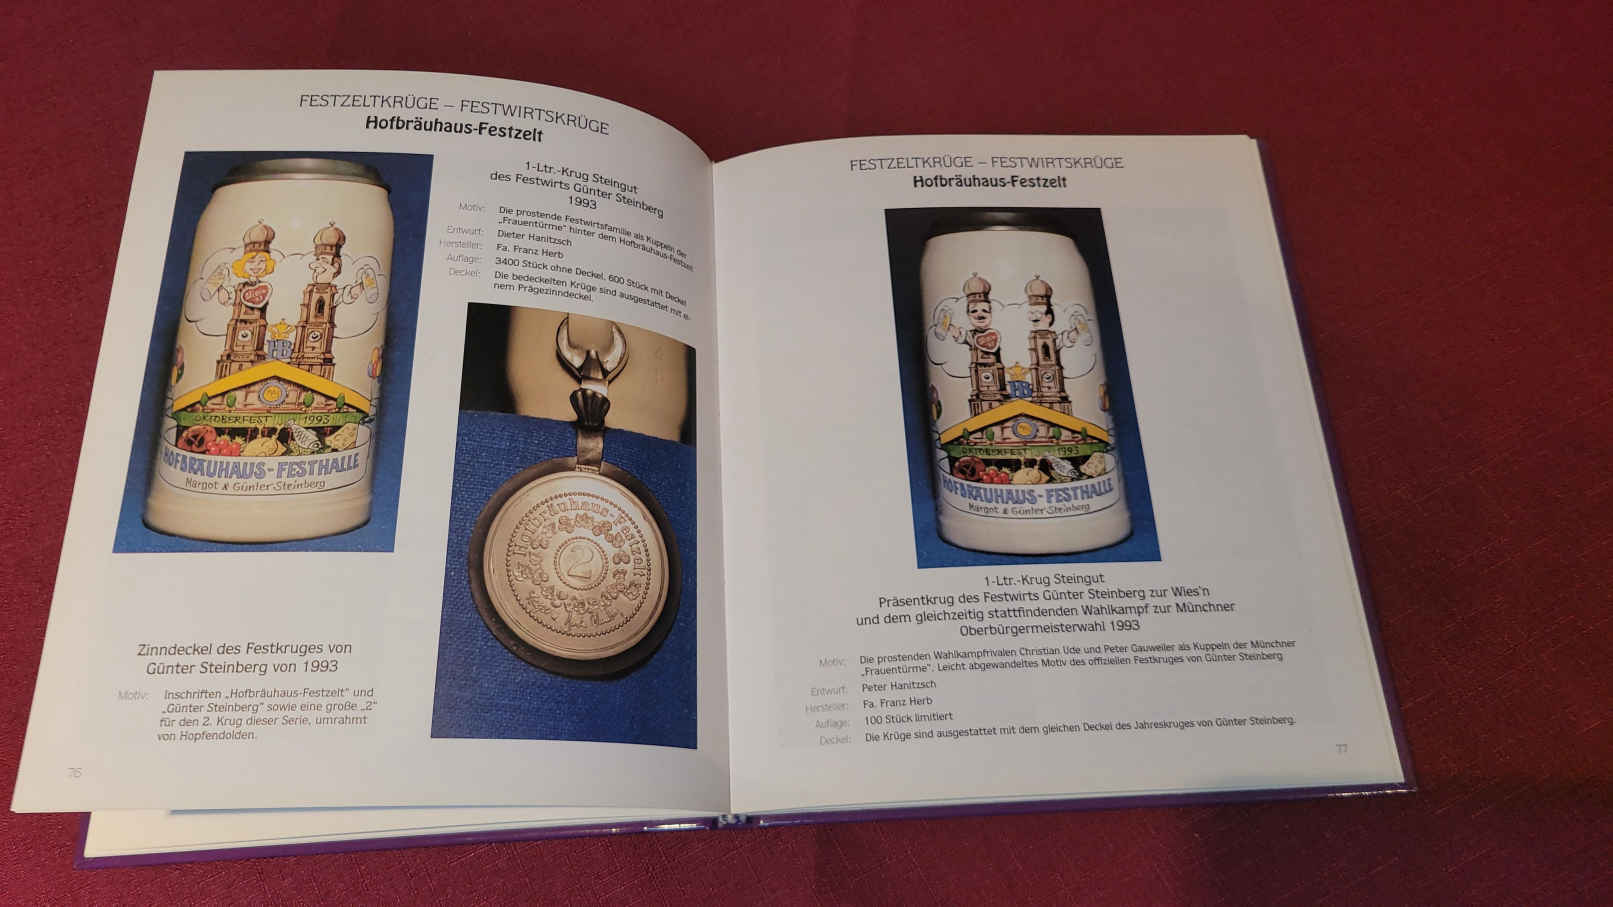 FESTZELTKRÜGE – FESTWIRTSKRÜGE
Hofbräuhaus-Festzelt
HB
OKTOBERFEST 1993
HOFBRÄUHAUS-FESTHALLE
Margot & Günter Steinberg
1-Ltr.-Krug Steingut
des Festwirts Günter Steinberg
1993
Motiv: Die prostende Festwirtsfamilie als Kuppeln der
„Frauentürme“ hinter dem Hofbräuhaus-Festzelt
Entwurf: Dieter Hanitzsch
Hersteller: Fa. Franz Herb
Auflage: 3400 Stück ohne Deckel, 600 Stück mit Deckel
Deckel: Die bedeckelten Krüge sind ausgestattet mit ei-
nem Prägezinndeckel.
Hofbräuhaus-Festzelt
2
Zinndeckel des Festkruges von
Günter Steinberg von 1993
Motiv: Inschriften „Hofbräuhaus-Festzelt“ und
„Günter Steinberg“ sowie eine große „2“
für den 2. Krug dieser Serie, umrahmt
von Hopfendolden.
76
FESTZELTKRÜGE – FESTWIRTSKRÜGE
Hofbräuhaus-Festzelt
HB
OKTOBERFEST 1993
HOFBRÄUHAUS-FESTHALLE
Margot & Günter Steinberg
1-Ltr.-Krug Steingut
Präsentkrug des Festwirts Günter Steinberg zur Wies'n
und dem gleichzeitig stattfindenden Wahlkampf zur Münchner
Oberbürgermeisterwahl 1993
Motiv: Die prostenden Wahlkampfrivalen Christian Ude und Peter Gauweiler als Kuppeln der Münchner
„Frauentürme“. Leicht abgewandeltes Motiv des offiziellen Festkruges von Günter Steinberg
Entwurf: Peter Hanitzsch
Hersteller: Fa. Franz Herb
Auflage: 100 Stück limitiert
Deckel: Die Krüge sind ausgestattet mit dem gleichen Deckel des Jahreskruges von Günter Steinberg.
77